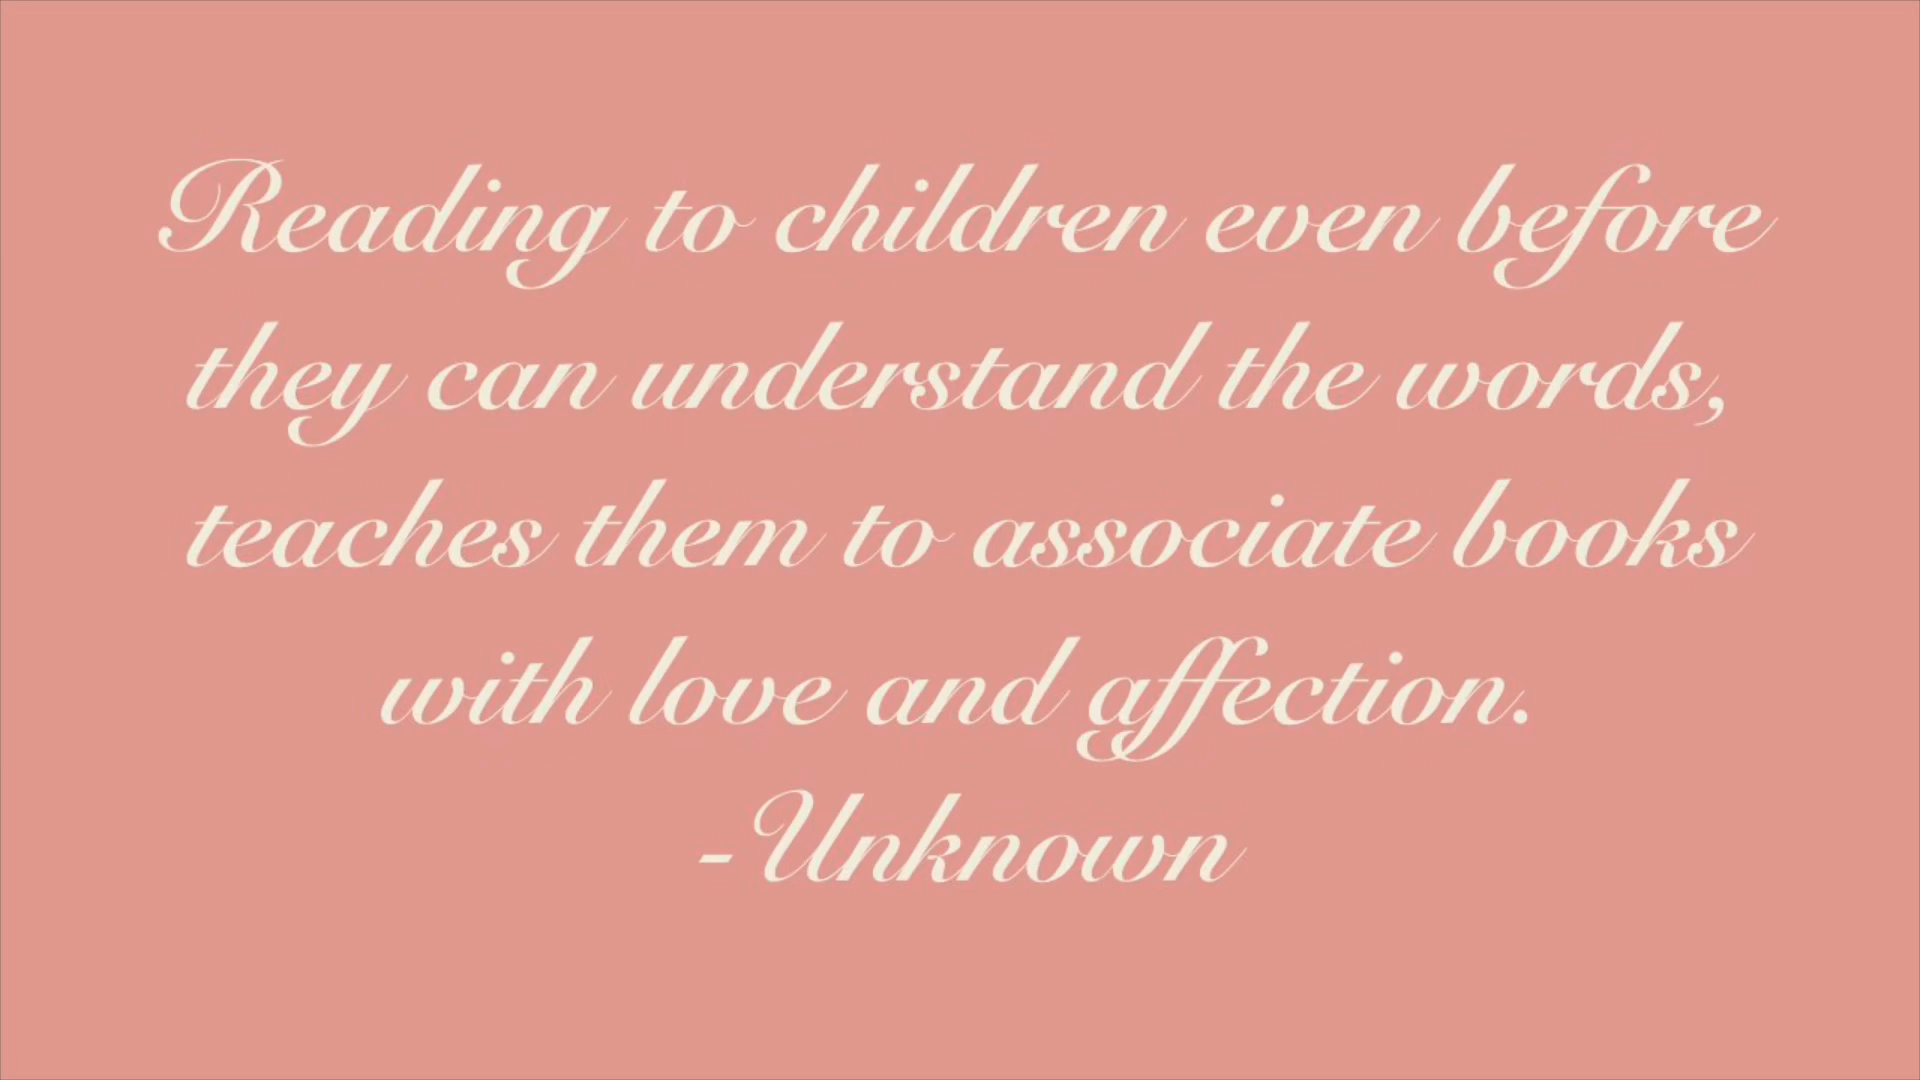 Reading to children even before
they can understand the words,
teaches them to associate books
with love and affection.
-Unknown